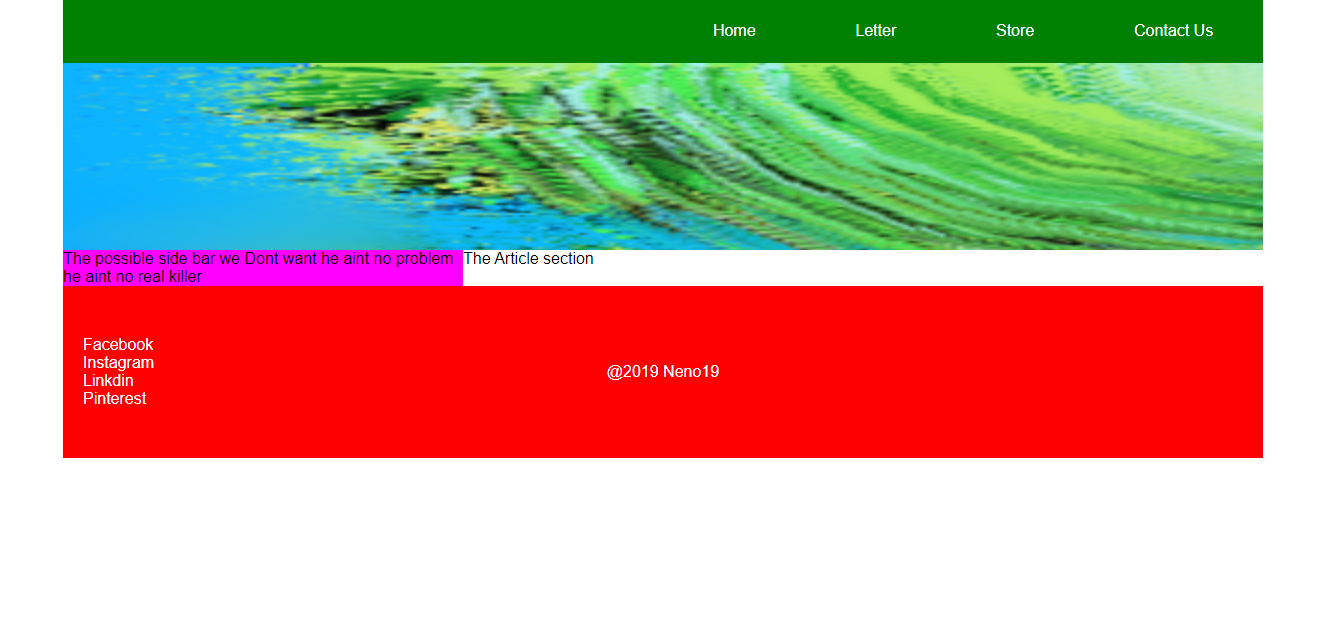 Home Letter Store Contact Us
The possible side bar we Dont want he aint no problem
he aint no real killer
The Article section
Facebook
Instagram
Linkdin
Pinterest
@2019 Neno19